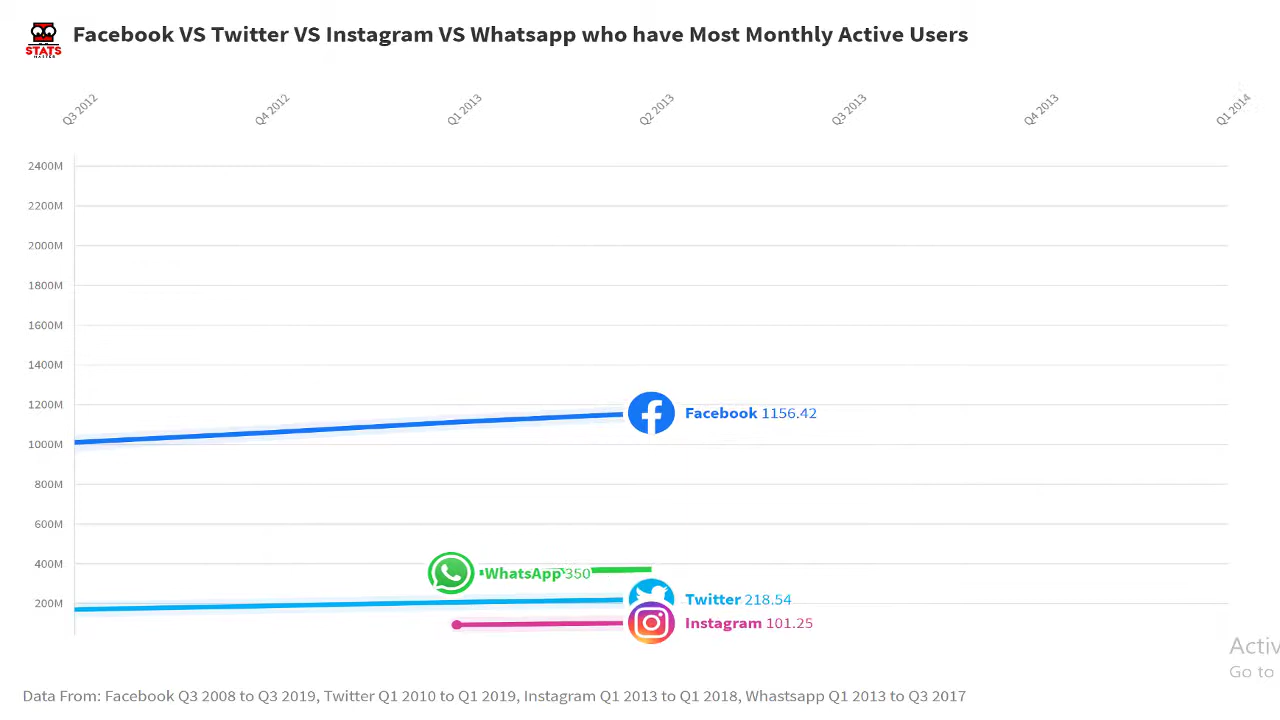 STATS
MASTER
Facebook VS Twitter VS Instagram VS Whatsapp who have Most Monthly Active Users
Q3 2012
Q4 2012
Q1 2013
Q2 2013
Q3 2013
Q4 2013
Q1 2014
2400M
2200M
2000M
1800M
1600M
1400M
1200M
Facebook 1156.42
1000M
800M
600M
400M
WhatsApp 350
200M
Twitter 218.54
Instagram 101.25
Activ
Go to
Data From: Facebook Q3 2008 to Q3 2019, Twitter Q1 2010 to Q1 2019, Instagram Q1 2013 to Q1 2018, Whastsapp Q1 2013 to Q3 2017